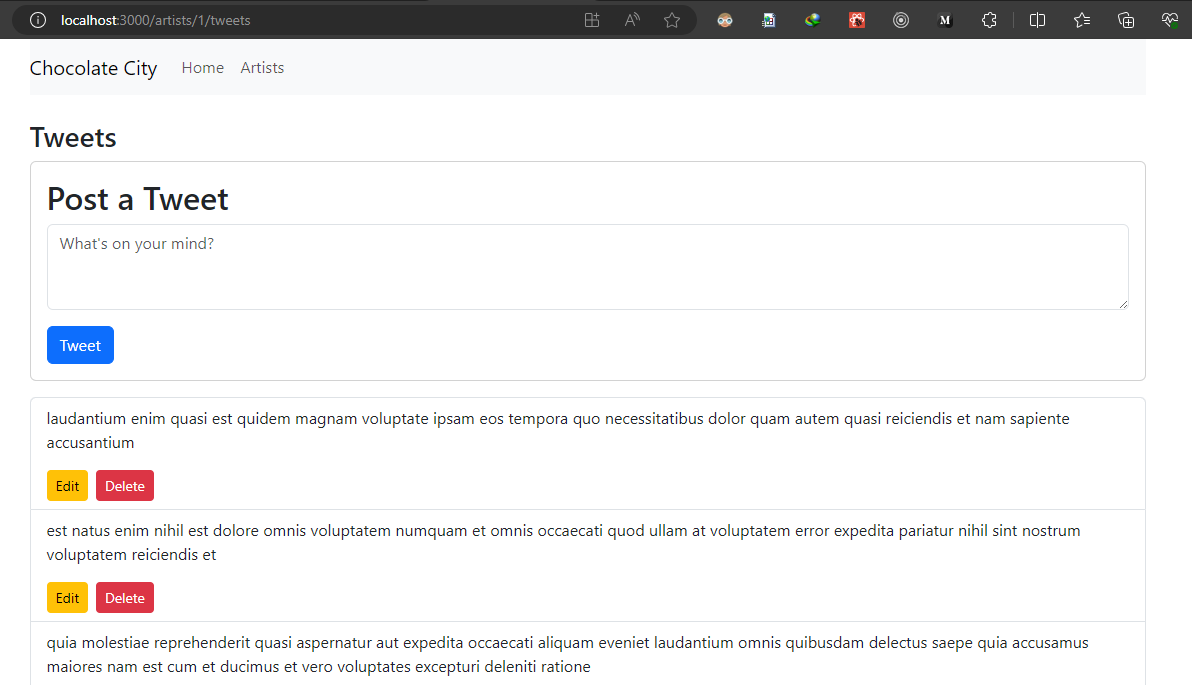 localhost:3000/artists/1/tweets
Chocolate City Home Artists
Tweets
Post a Tweet
What's on your mind?
Tweet
laudantium enim quasi est quidem magnam voluptate ipsam eos tempora quo necessitatibus dolor quam autem quasi reiciendis et nam sapiente
accusantium
Edit Delete
est natus enim nihil est dolore omnis voluptatem numquam et omnis occaecati quod ullam at voluptatem error expedita pariatur nihil sint nostrum
voluptatem reiciendis et
Edit Delete
quia molestiae reprehenderit quasi aspernatur aut expedita occaecati aliquam eveniet laudantium omnis quibusdam delectus saepe quia accusamus
maiores nam est cum et ducimus et vero voluptates excepturi deleniti ratione